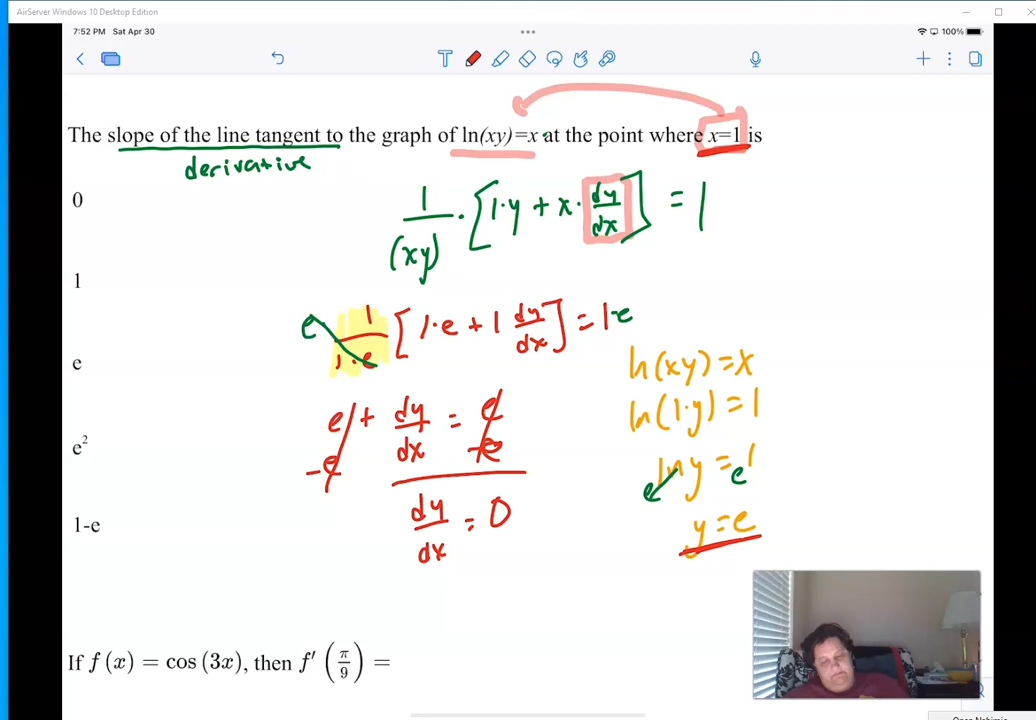 AirServer Windows 10 Desktop Edition
7:52 PM Sat Apr 30
100%
The slope of the line tangent to the graph of ln(xy)=x at the point where x=1 is
derivative
0
1/(xy) · [1·y + x · dy/dx] = 1
1
e 1/1·e [1·e + 1 dy/dx] = 1·e
e
ln(xy) = x
ln(1·y) = 1
e + dy/dx = e
-e -e
e²
e ln y = e 1
dy/dx = 0
y = e
1-e
If f (x) = cos (3x), then f′ (π/9) =